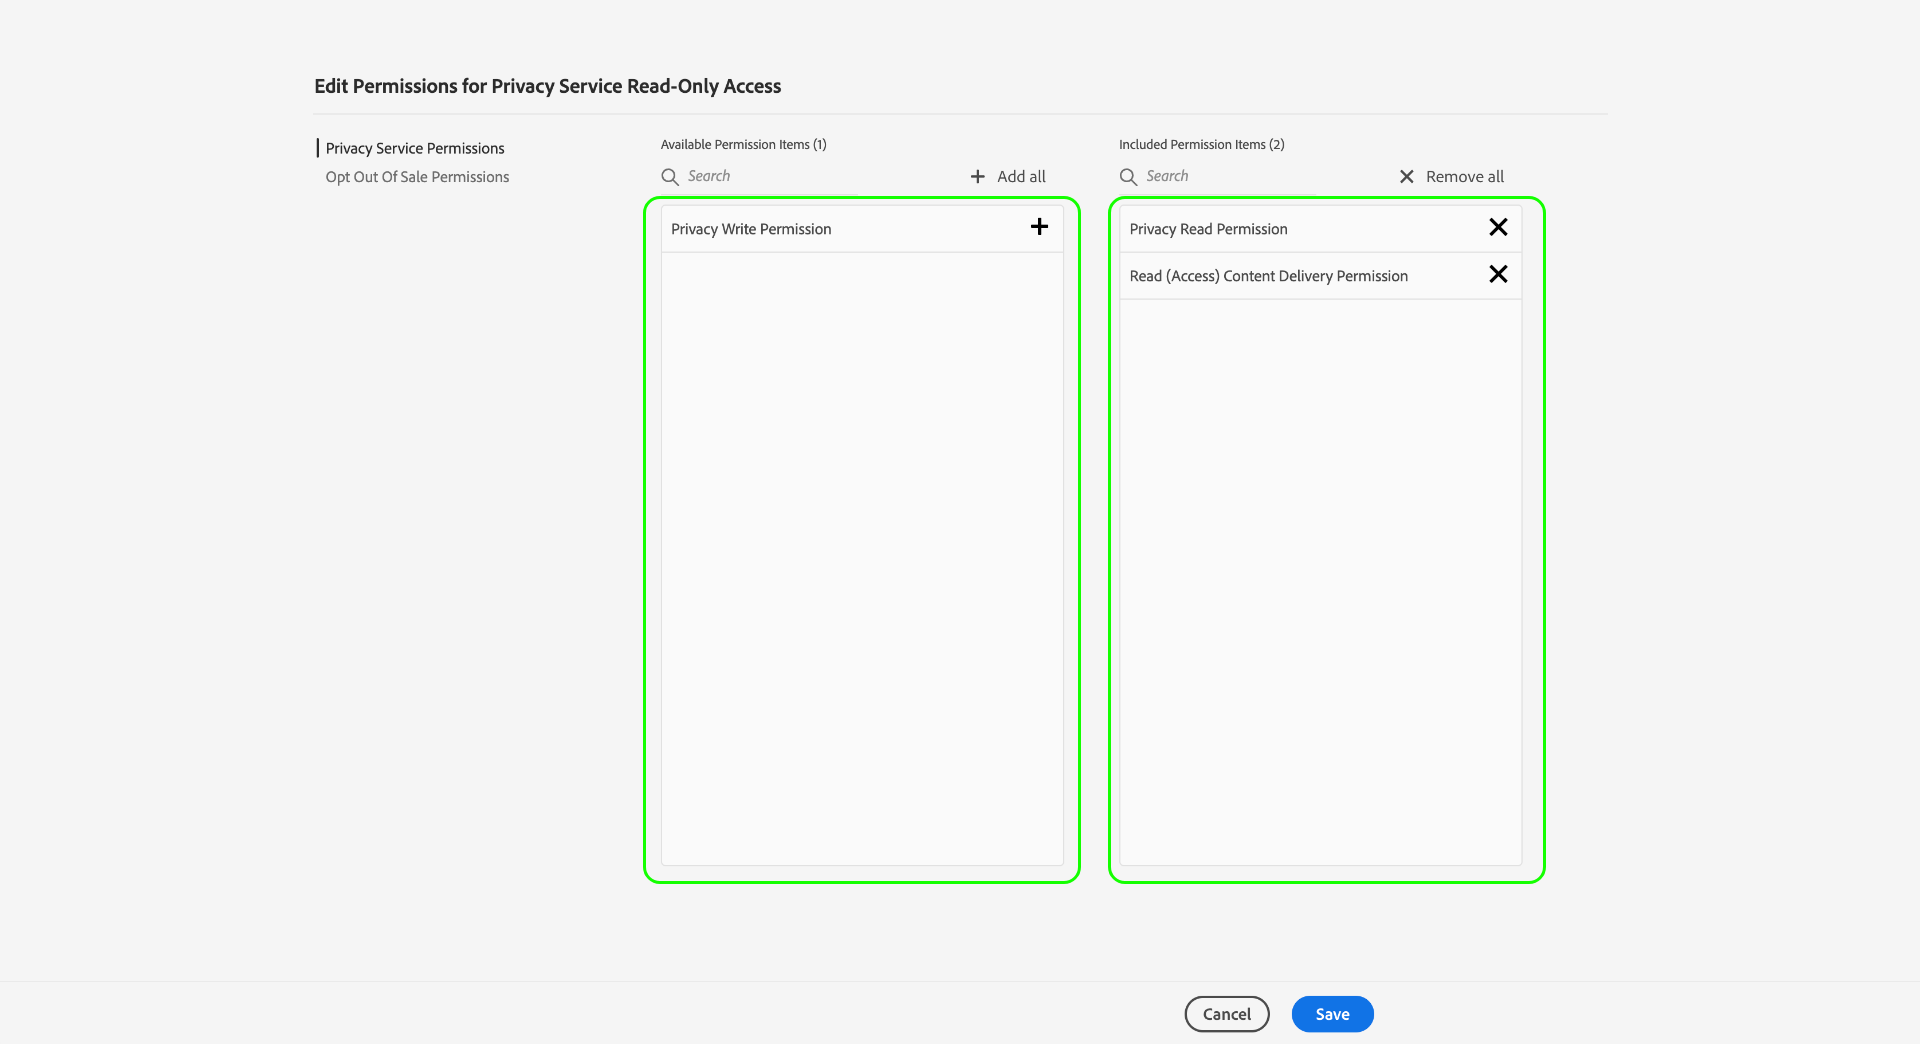 Edit Permissions for Privacy Service Read-Only Access
Privacy Service Permissions
Opt Out Of Sale Permissions
Available Permission Items (1)
Search
Add all
Privacy Write Permission
Included Permission Items (2)
Search
Remove all
Privacy Read Permission
Read (Access) Content Delivery Permission
Cancel
Save